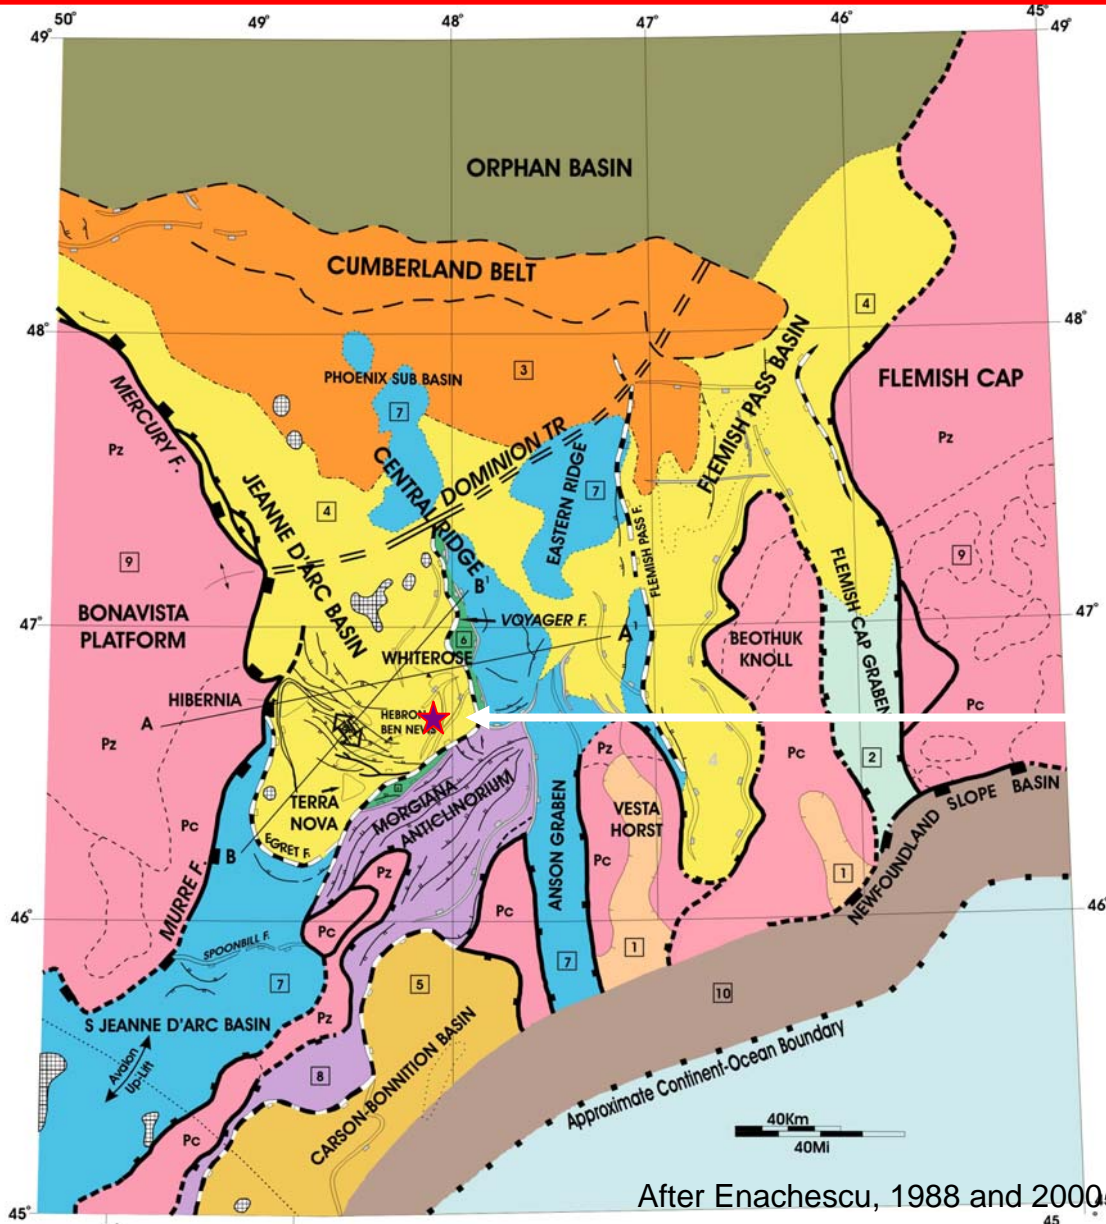 50°
49°
48°
47°
46°
45°
49°
49°
ORPHAN BASIN
CUMBERLAND BELT
4
48°
48°
3
PHOENIX SUB BASIN
7
FLEMISH PASS BASIN
FLEMISH CAP
MERCURY F.
Pz
Pz
CENTRAL RIDGE
DOMINION TR
EASTERN RIDGE
7
JEANNE D'ARC BASIN
4
FLEMISH PASS F.
9
9
B¹
FLEMISH CAP GRABEN
BONAVISTA
PLATFORM
47°
47°
VOYAGER F.
A¹
6
WHITEROSE
BEOTHUK
KNOLL
HIBERNIA
A
HEBRON
BEN NEVIS
Pc
Pz
Pz
Pc
4
2
TERRA
NOVA
MORGIANA
ANTICLINORIUM
VESTA
HORST
NEWFOUNDLAND SLOPE BASIN
Pc
EGRET F.
B
Pz
ANSON GRABEN
Pc
1
MURRE F.
46°
46°
Pc
Pc
SPOONBILL F.
1
7
5
7
10
S JEANNE D'ARC BASIN
Pz
Avalon
Up-Lift
8
CARSON-BONNITION BASIN
Approximate Continent-Ocean Boundary
Pc
40Km
40Mi
After Enachescu, 1988 and 2000
45°